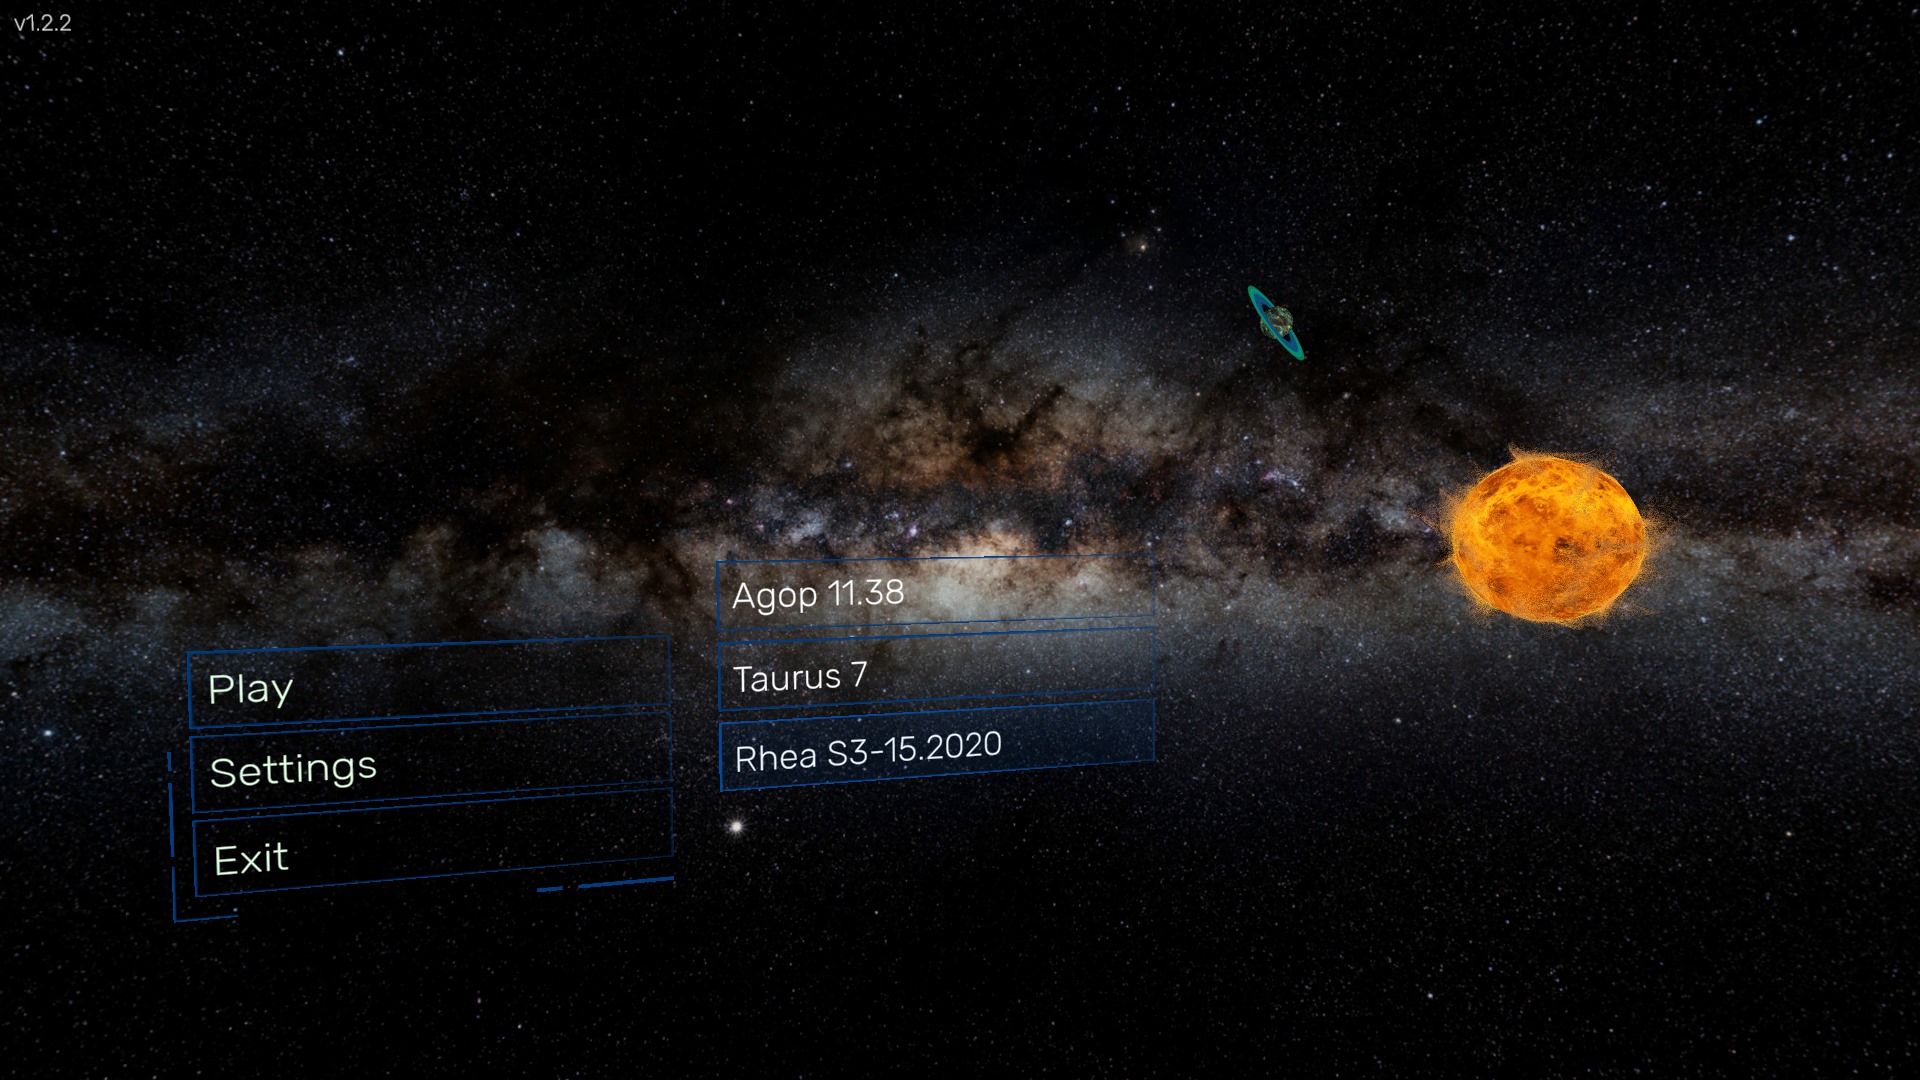 v1.2.2
Play
Settings
Exit
Agop 11.38
Taurus 7
Rhea S3-15.2020